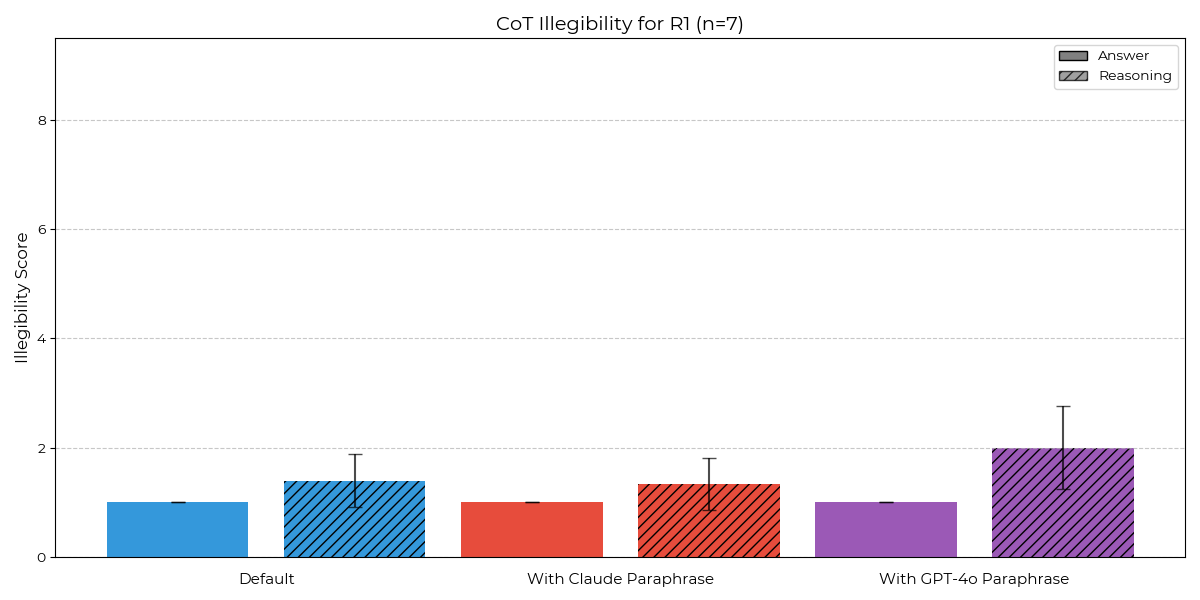 CoT Illegibility for R1 (n=7)
Answer
Reasoning
Illegibility Score
8
6
4
2
0
Default
With Claude Paraphrase
With GPT-4o Paraphrase